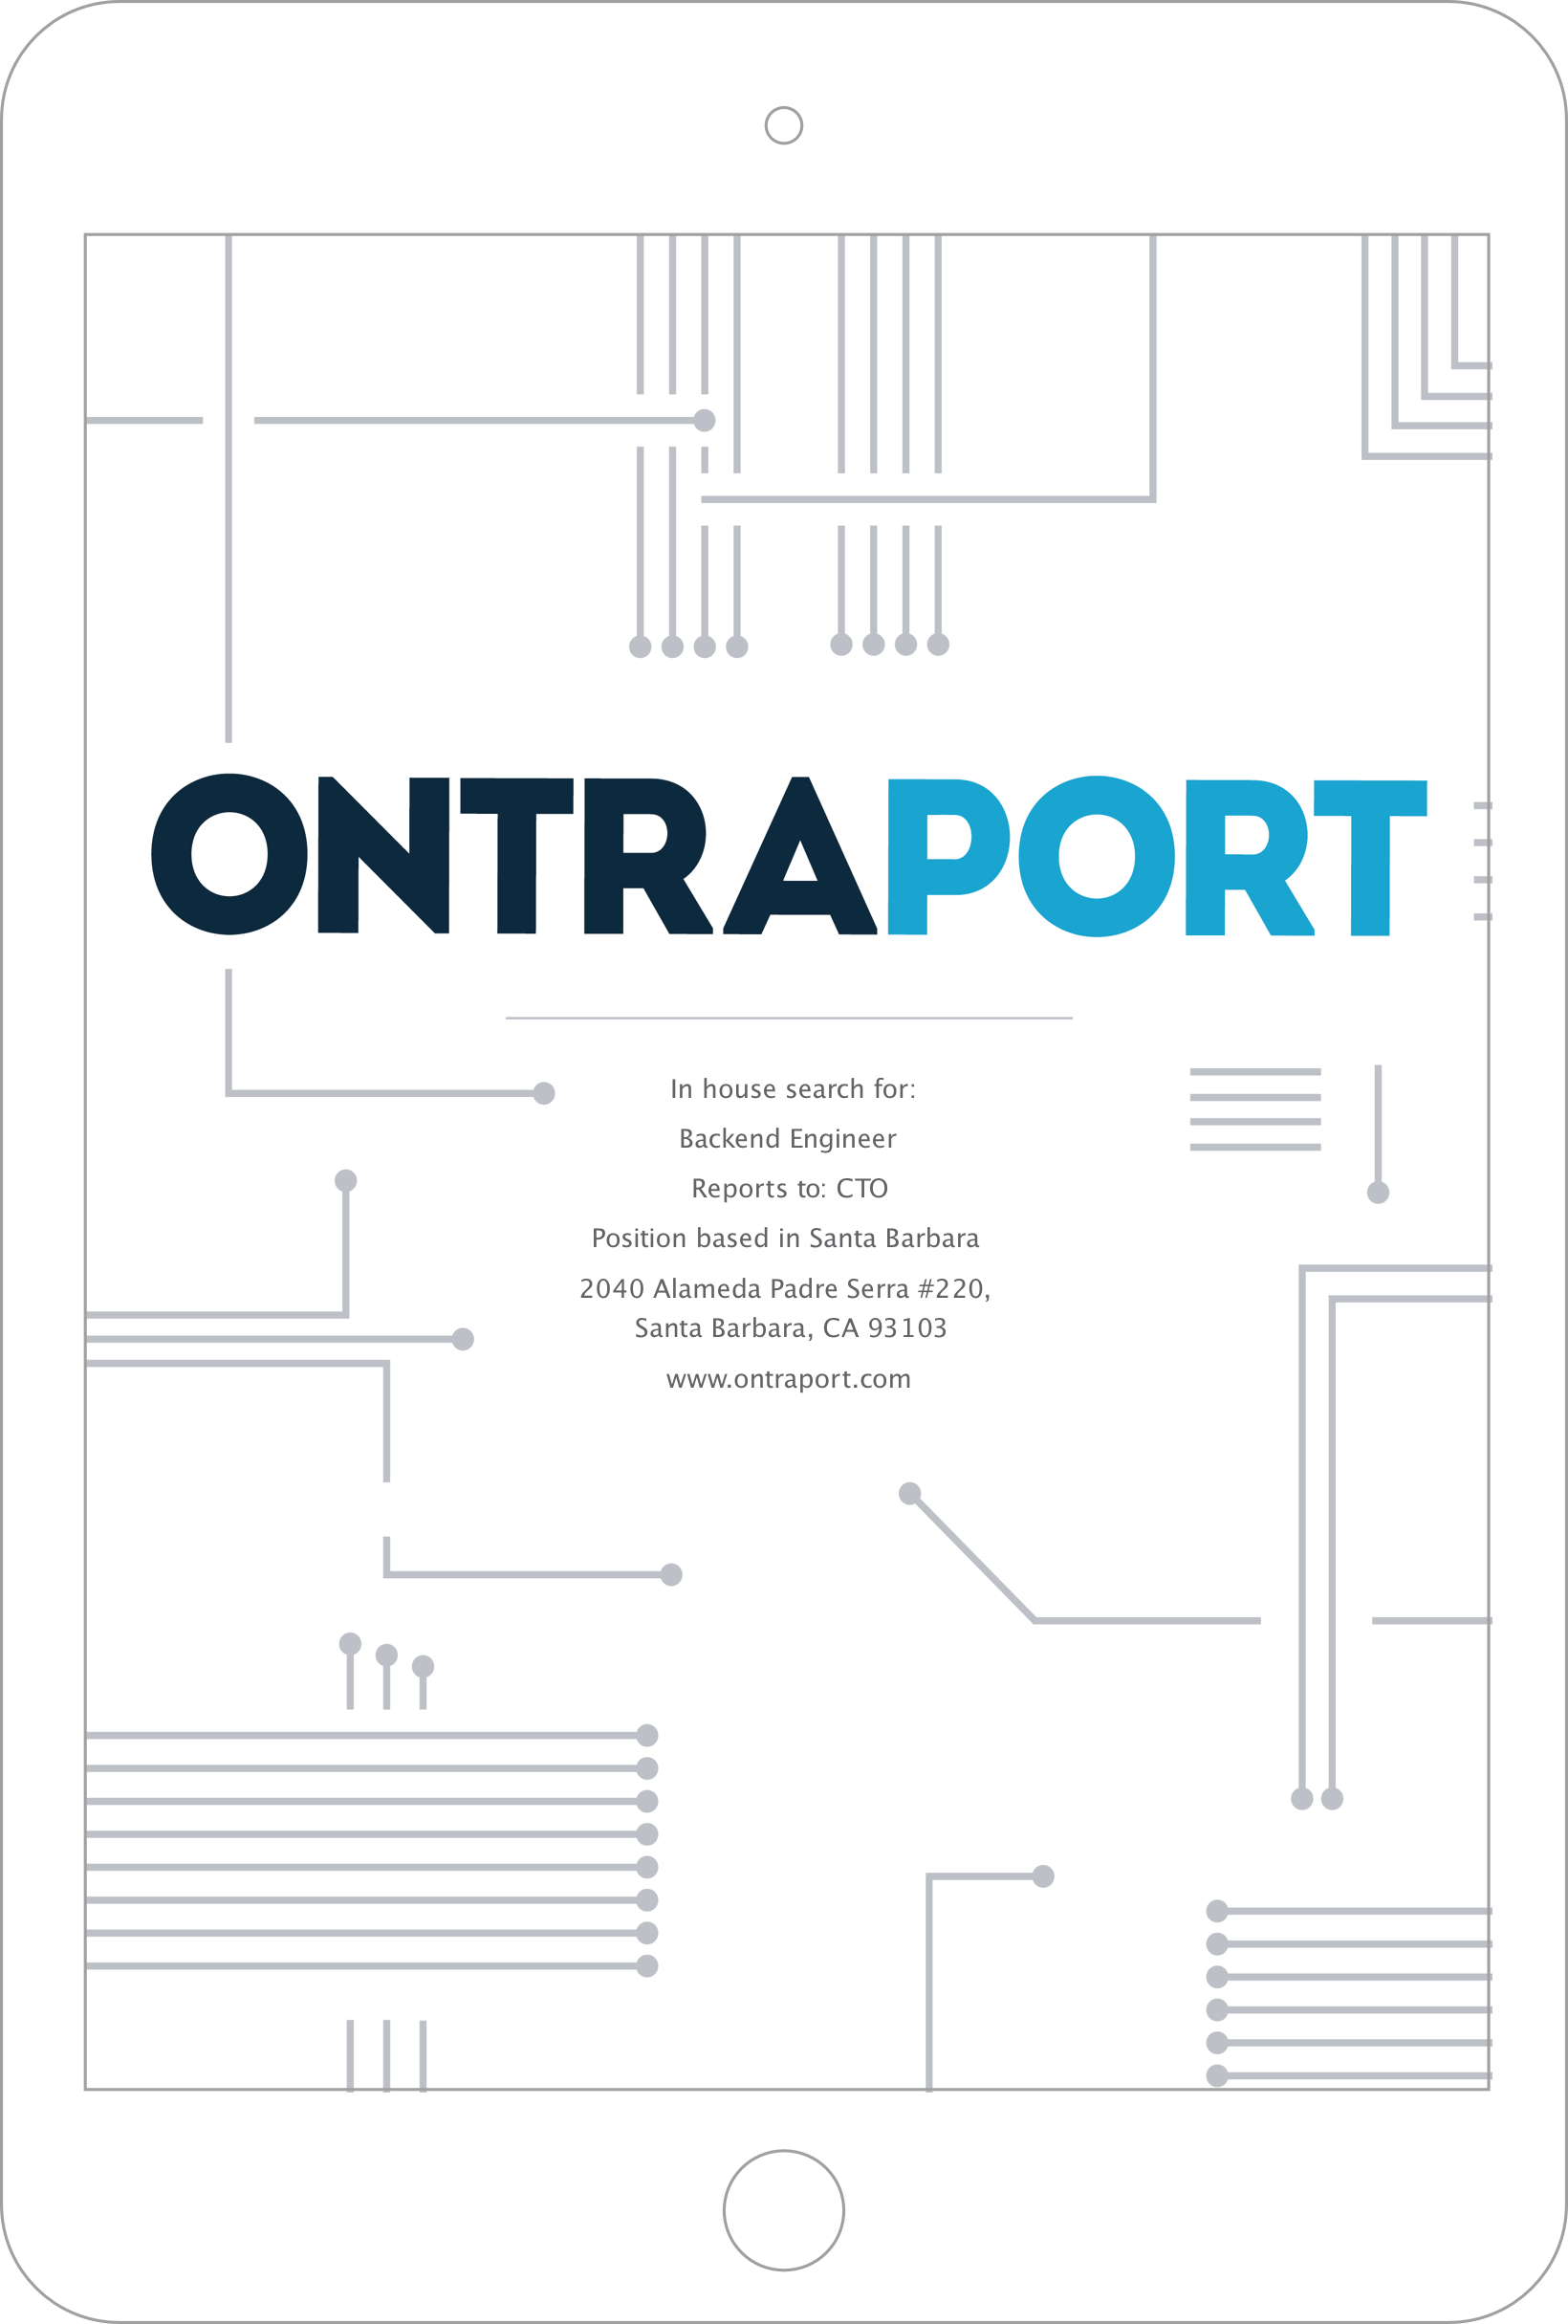 ONTRAPORT
In house search for:
Backend Engineer
Reports to: CTO
Position based in Santa Barbara
2040 Alameda Padre Serra #220,
Santa Barbara, CA 93103
www.ontraport.com